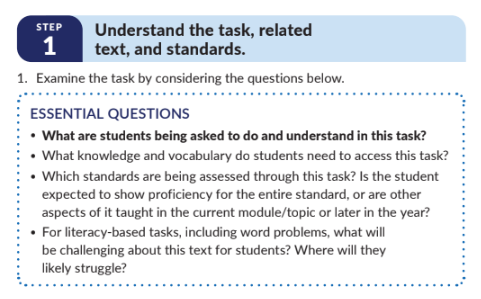 STEP
1
Understand the task, related
text, and standards.
1. Examine the task by considering the questions below.
ESSENTIAL QUESTIONS
• What are students being asked to do and understand in this task?
• What knowledge and vocabulary do students need to access this task?
• Which standards are being assessed through this task? Is the student
expected to show proficiency for the entire standard, or are other
aspects of it taught in the current module/topic or later in the year?
• For literacy-based tasks, including word problems, what will
be challenging about this text for students? Where will they
likely struggle?